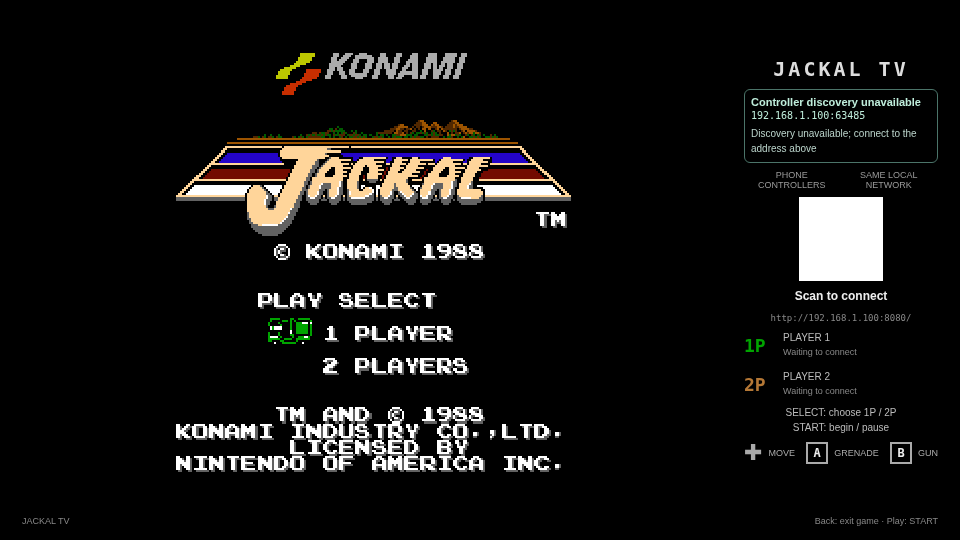 KONAMI
JACKAL
TM
© KONAMI 1988
PLAY SELECT
1 PLAYER
2 PLAYERS
TM AND © 1988
KONAMI INDUSTRY CO.,LTD.
LICENSED BY
NINTENDO OF AMERICA INC.
JACKAL TV
Controller discovery unavailable
192.168.1.100:63485
Discovery unavailable; connect to the
address above
PHONE
CONTROLLERS
SAME LOCAL
NETWORK
Scan to connect
http://192.168.1.100:8080/
1P
PLAYER 1
Waiting to connect
2P
PLAYER 2
Waiting to connect
SELECT: choose 1P / 2P
START: begin / pause
MOVE
A
GRENADE
B
GUN
JACKAL TV
Back: exit game · Play: START